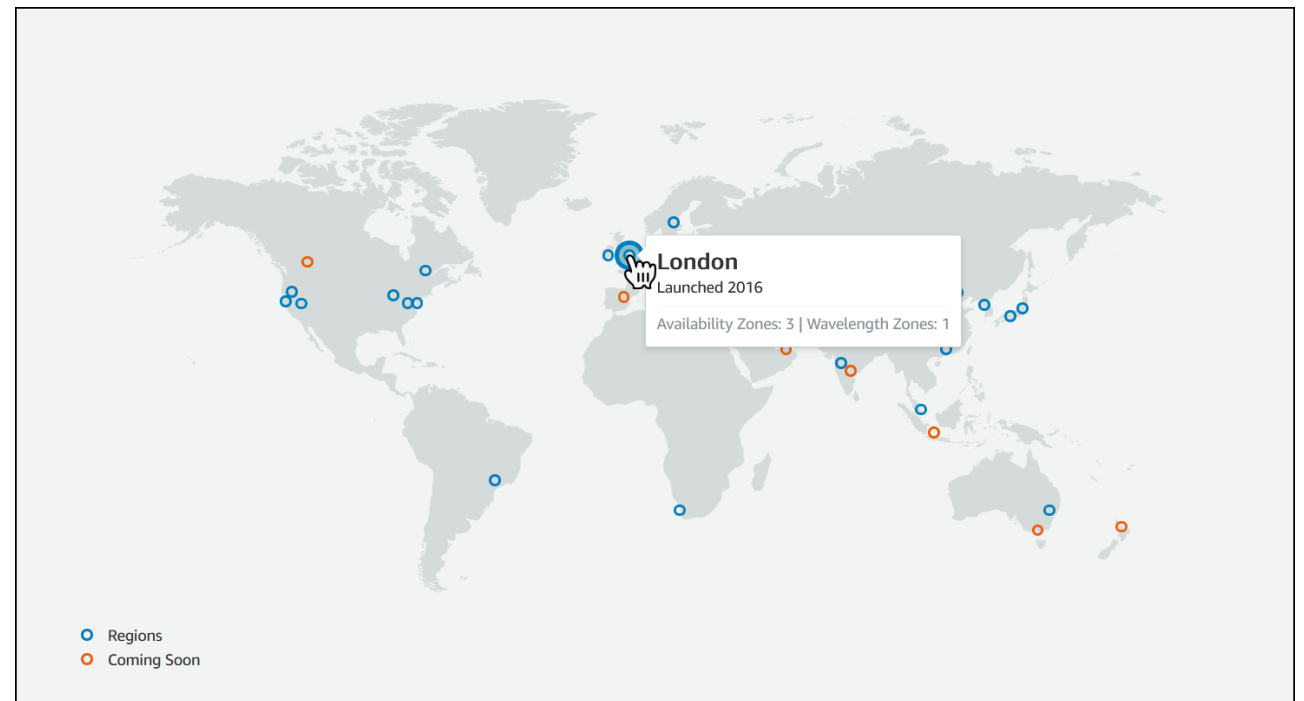 London
Launched 2016
Availability Zones: 3 | Wavelength Zones: 1
Regions
Coming Soon